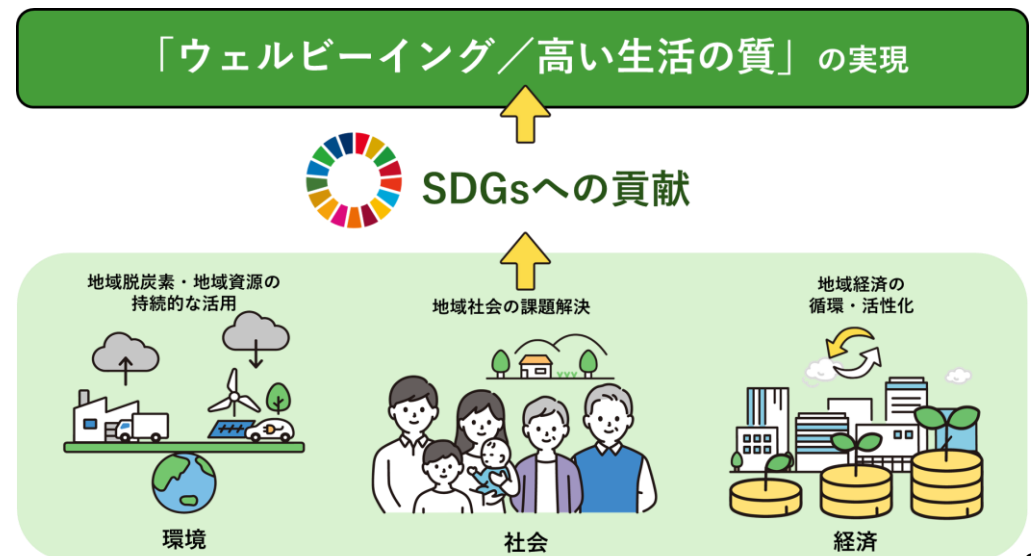 「ウェルビーイング／高い生活の質」の実現
SDGsへの貢献
地域脱炭素・地域資源の
持続的な活用
地域社会の課題解決
地域経済の
循環・活性化
環境
社会
経済